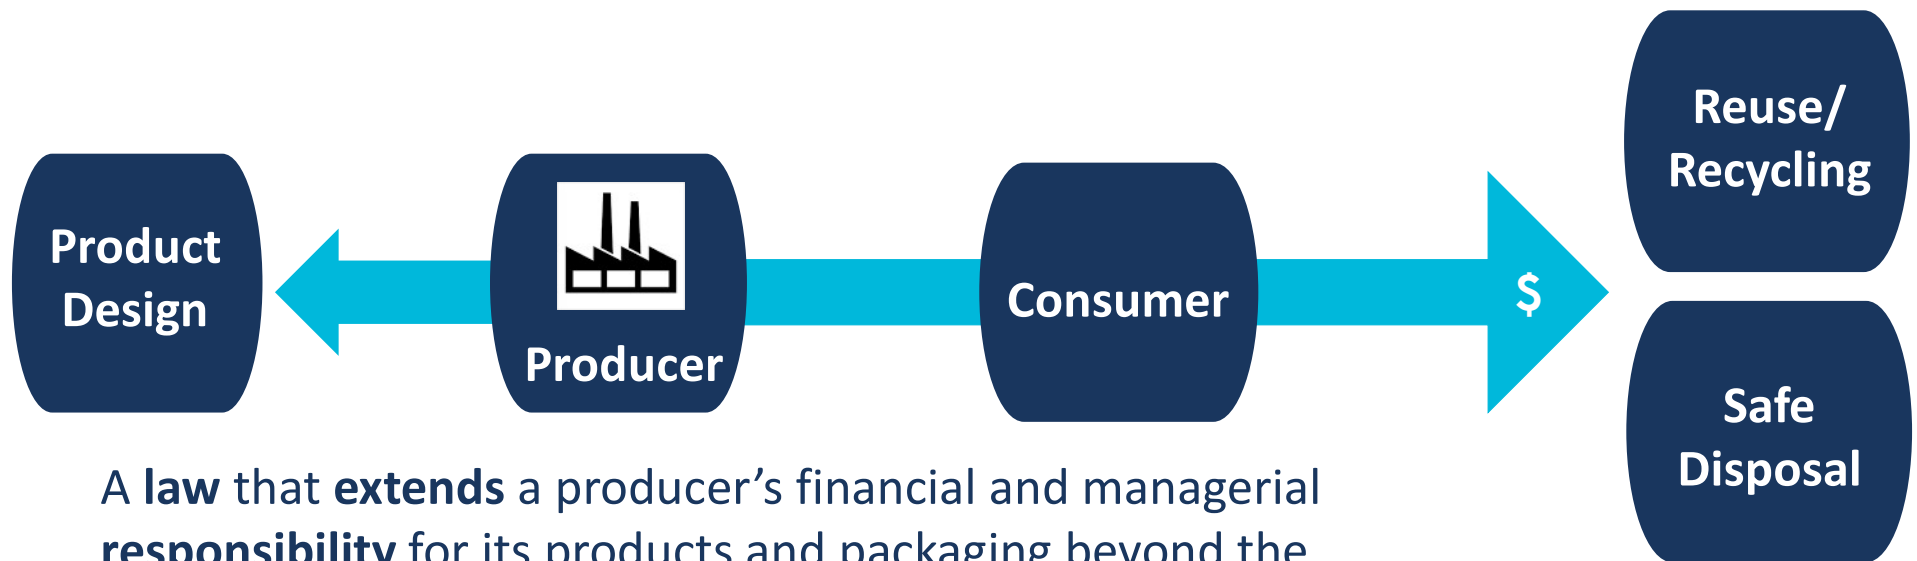 Product
Design
Producer
Consumer
$
Reuse/
Recycling
Safe
Disposal
A law that extends a producer’s financial and managerial
responsibility for its products and packaging beyond the